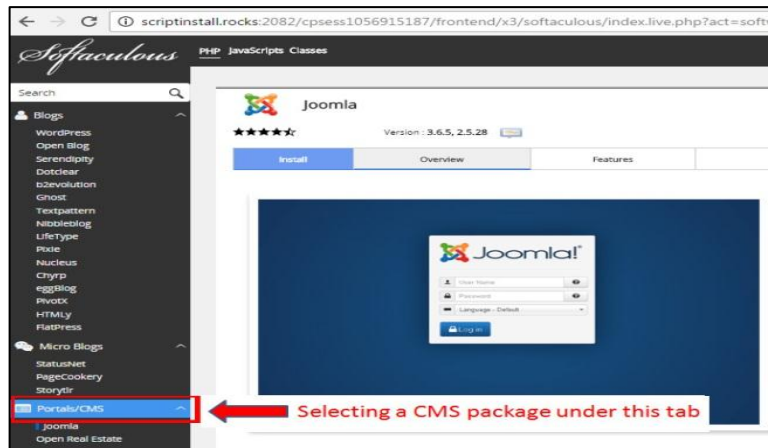 scriptinstall.rocks:2082/cpsess1056915187/frontend/x3/softaculous/index.live.php?act=softw
Softaculous
PHP JavaScripts Classes
Search
Joomla
Version : 3.6.5, 2.5.28
Install Overview Features
Blogs
WordPress
Open Blog
Serendipity
Dotclear
b2evolution
Ghost
Textpattern
Nibbleblog
LifeType
Pixie
Nucleus
Chyrp
eggBlog
PivotX
HTMLy
FlatPress
Micro Blogs
StatusNet
PageCookery
Storytlr
Portals/CMS
Joomla
Open Real Estate
Joomla!
User Name
Password
Language - Default
Log in
Selecting a CMS package under this tab